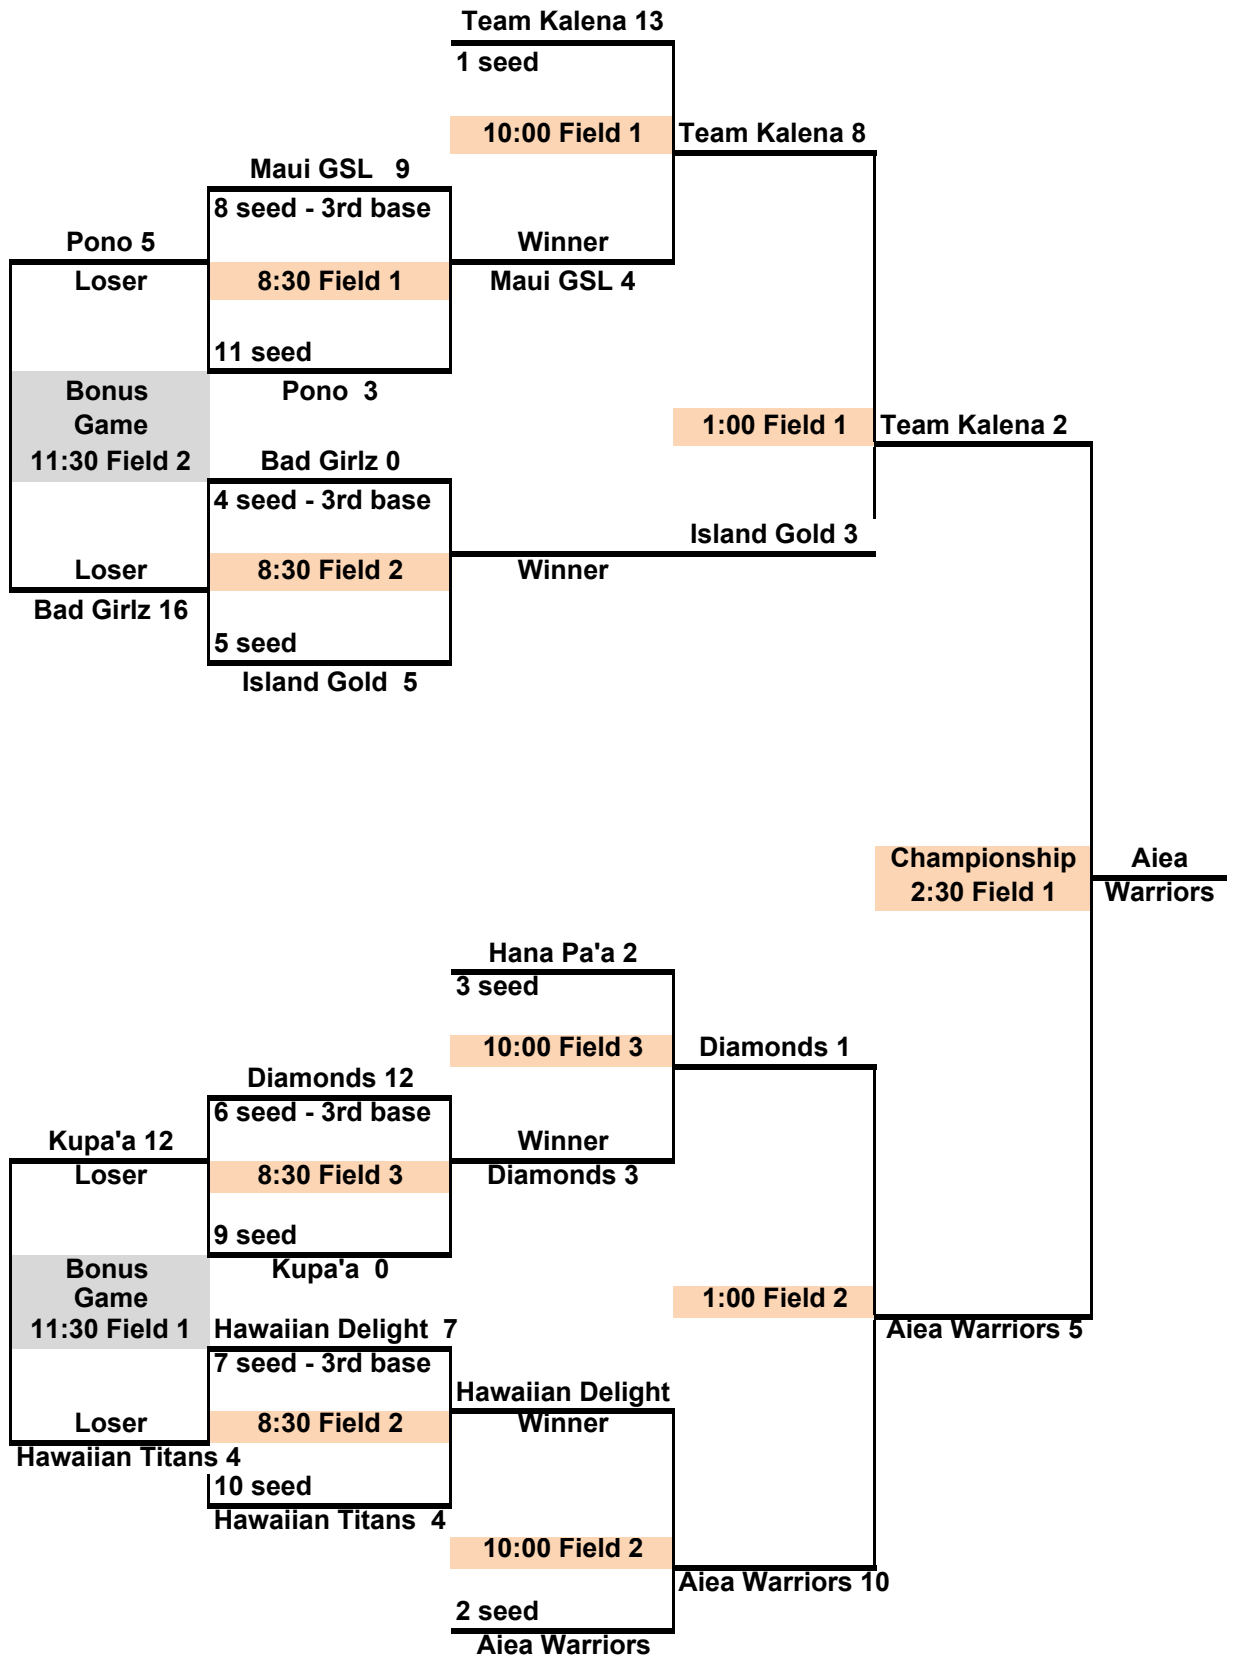 Team Kalena 13
1 seed
10:00 Field 1
Team Kalena 8
Maui GSL 9
8 seed - 3rd base
Pono 5
Winner
Loser
8:30 Field 1
Maui GSL 4
11 seed
Bonus
Pono 3
Game
1:00 Field 1
Team Kalena 2
11:30 Field 2
Bad Girlz 0
4 seed - 3rd base
Island Gold 3
Loser
8:30 Field 2
Winner
Bad Girlz 16
5 seed
Island Gold 5
Championship
Aiea
2:30 Field 1
Warriors
Hana Pa'a 2
3 seed
10:00 Field 3
Diamonds 1
Diamonds 12
6 seed - 3rd base
Kupa'a 12
Winner
Loser
8:30 Field 3
Diamonds 3
9 seed
Bonus
Kupa'a 0
Game
1:00 Field 2
11:30 Field 1
Hawaiian Delight 7
Aiea Warriors 5
7 seed - 3rd base
Hawaiian Delight
Loser
8:30 Field 2
Winner
Hawaiian Titans 4
10 seed
Hawaiian Titans 4
10:00 Field 2
Aiea Warriors 10
2 seed
Aiea Warriors